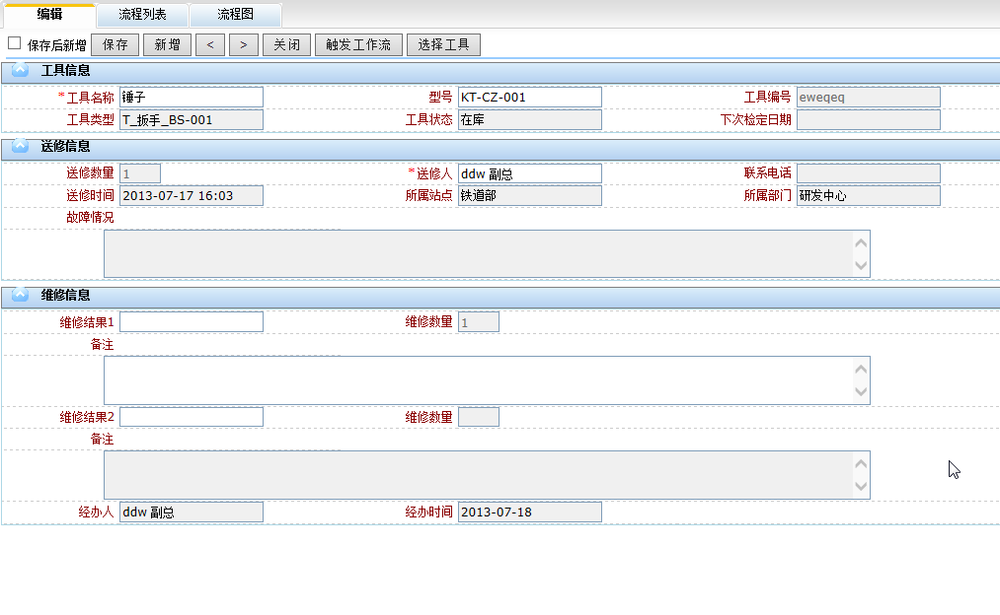 编辑 流程列表 流程图
保存后新增 保存 新增 < > 关闭 触发工作流 选择工具
工具信息
*工具名称 锤子 型号 KT-CZ-001 工具编号 eweqeq
工具类型 T_扳手_BS-001 工具状态 在库 下次检定日期
送修信息
送修数量 1 *送修人 ddw 副总 联系电话
送修时间 2013-07-17 16:03 所属站点 铁道部 所属部门 研发中心
故障情况
维修信息
维修结果1 维修数量 1
备注
维修结果2 维修数量
备注
经办人 ddw 副总 经办时间 2013-07-18